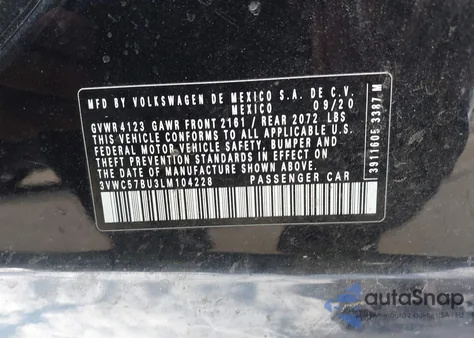 MFD BY VOLKSWAGEN DE MEXICO S.A. DE C.V.
MEXICO 09/20
GVWR 4123 GAWR FRONT 2161 / REAR 2072 LBS
THIS VEHICLE CONFORMS TO ALL APPLICABLE U.S.
FEDERAL MOTOR VEHICLE SAFETY, BUMPER AND
THEFT PREVENTION STANDARDS IN EFFECT ON THE
DATE OF MANUFACTURE SHOWN ABOVE.
3VWC57BU3LM104228 PASSENGER CAR
3911605 3387 M
autoSnap